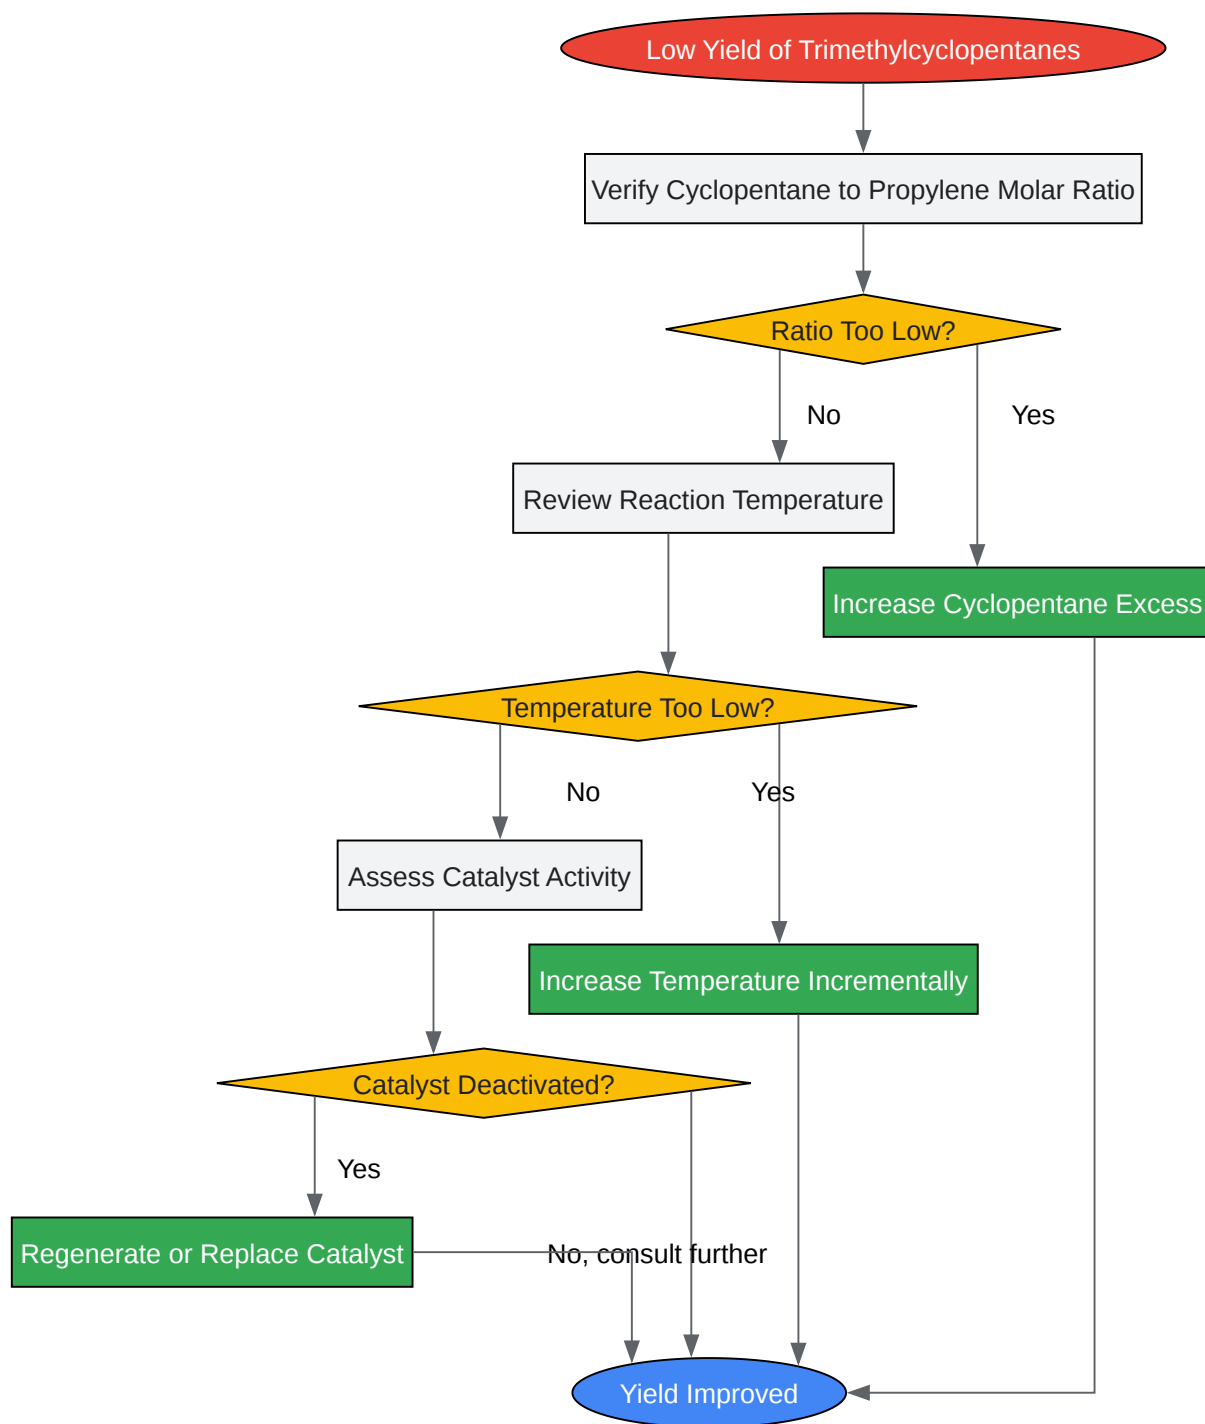 Low Yield of Trimethylcyclopentanes
Verify Cyclopentane to Propylene Molar Ratio
Ratio Too Low?
No
Yes
Review Reaction Temperature
Increase Cyclopentane Excess
Temperature Too Low?
No
Yes
Assess Catalyst Activity
Increase Temperature Incrementally
Catalyst Deactivated?
Yes
Regenerate or Replace Catalyst
No, consult further
Yield Improved